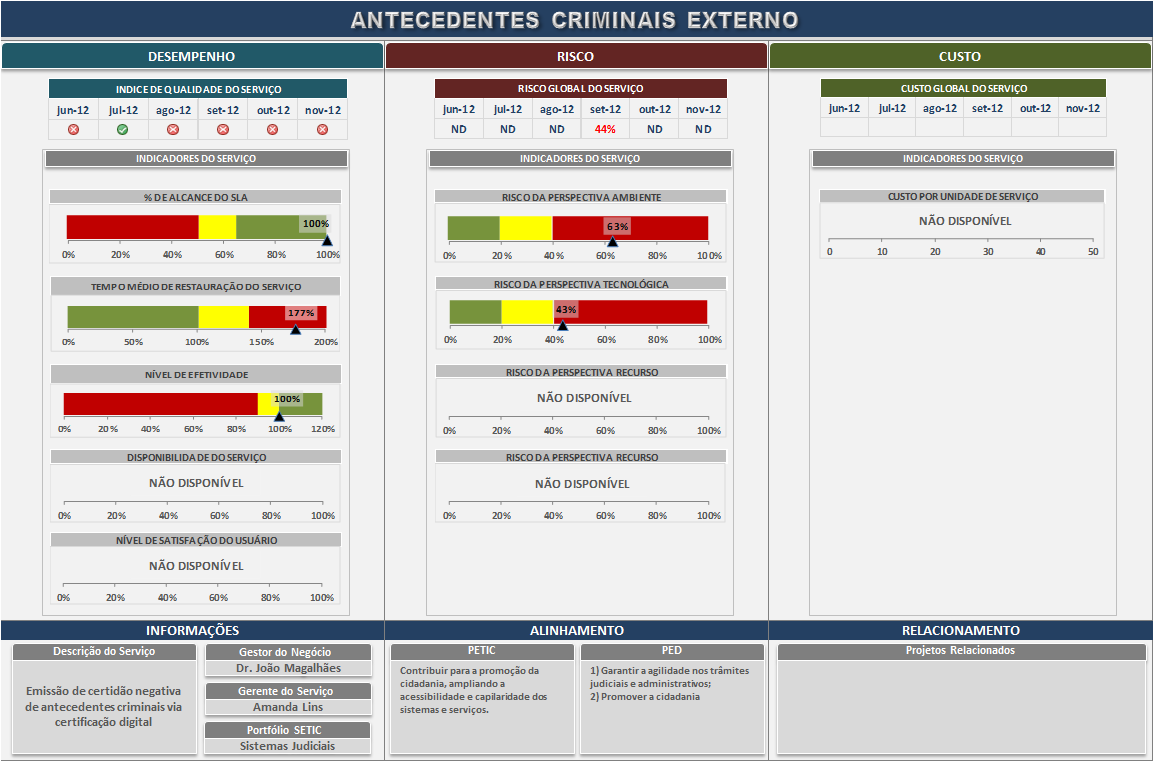 ANTECEDENTES CRIMINAIS EXTERNO
DESEMPENHO
INDICE DE QUALIDADE DO SERVIÇO
jun-12 jul-12 ago-12 set-12 out-12 nov-12
INDICADORES DO SERVIÇO
% DE ALCANCE DO SLA
100%
0% 20% 40% 60% 80% 100%
TEMPO MÉDIO DE RESTAURAÇÃO DO SERVIÇO
177%
0% 50% 100% 150% 200%
NÍVEL DE EFETIVIDADE
100%
0% 20% 40% 60% 80% 100% 120%
DISPONIBILIDADE DO SERVIÇO
NÃO DISPONÍVEL
0% 20% 40% 60% 80% 100%
NÍVEL DE SATISFAÇÃO DO USUÁRIO
NÃO DISPONÍVEL
0% 20% 40% 60% 80% 100%
RISCO
RISCO GLOBAL DO SERVIÇO
jun-12 jul-12 ago-12 set-12 out-12 nov-12
ND ND ND 44% ND ND
INDICADORES DO SERVIÇO
RISCO DA PERSPECTIVA AMBIENTE
63%
0% 20% 40% 60% 80% 100%
RISCO DA PERSPECTIVA TECNOLÓGICA
43%
0% 20% 40% 60% 80% 100%
RISCO DA PERSPECTIVA RECURSO
NÃO DISPONÍVEL
0% 20% 40% 60% 80% 100%
RISCO DA PERSPECTIVA RECURSO
NÃO DISPONÍVEL
0% 20% 40% 60% 80% 100%
CUSTO
CUSTO GLOBAL DO SERVIÇO
jun-12 jul-12 ago-12 set-12 out-12 nov-12
INDICADORES DO SERVIÇO
CUSTO POR UNIDADE DE SERVIÇO
NÃO DISPONÍVEL
0 10 20 30 40 50
INFORMAÇÕES
Descrição do Serviço
Emissão de certidão negativa
de antecedentes criminais via
certificação digital
Gestor do Negócio
Dr. João Magalhães
Gerente do Serviço
Amanda Lins
Portfólio SETIC
Sistemas Judiciais
ALINHAMENTO
PETIC
Contribuir para a promoção da
cidadania, ampliando a
acessibilidade e capilaridade dos
sistemas e serviços.
PED
1) Garantir a agilidade nos trâmites
judiciais e administrativos;
2) Promover a cidadania
RELACIONAMENTO
Projetos Relacionados